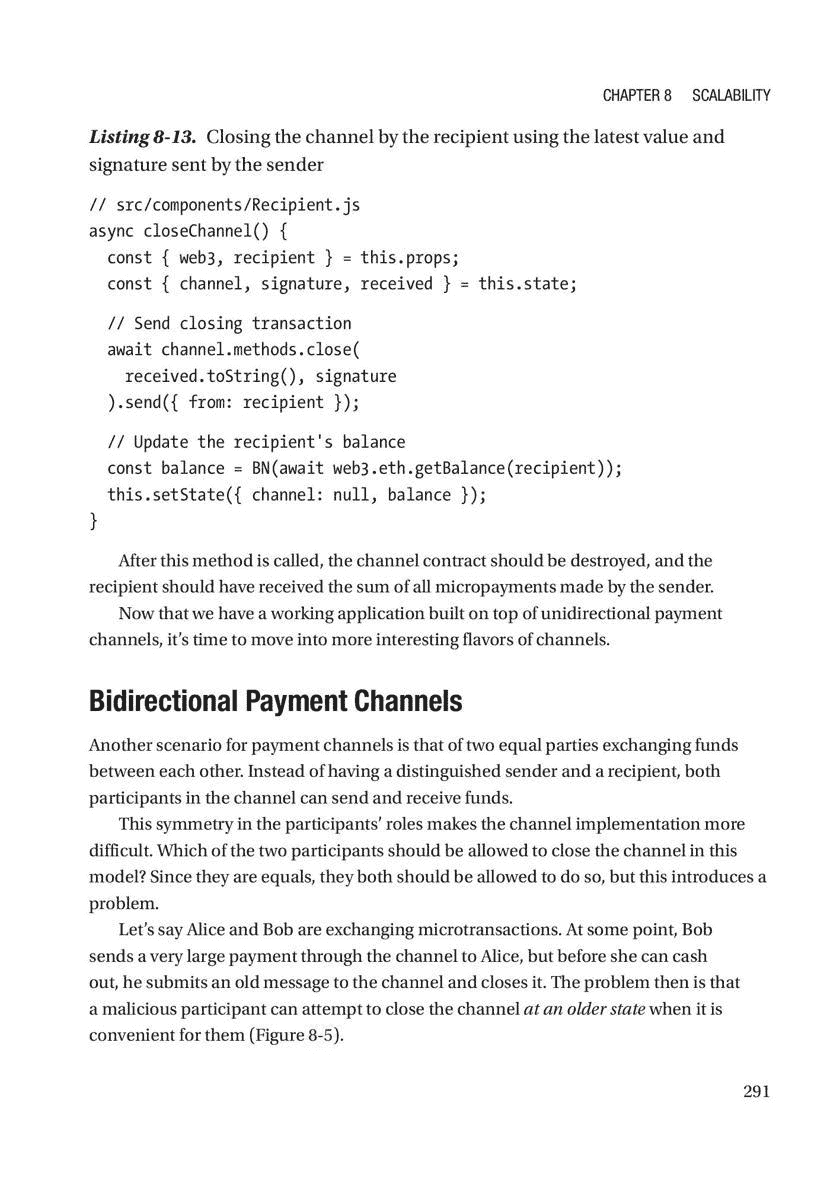 CHAPTER 8 SCALABILITY
Listing 8-13. Closing the channel by the recipient using the latest value and
signature sent by the sender
// src/components/Recipient.js
async closeChannel() {
  const { web3, recipient } = this.props;
  const { channel, signature, received } = this.state;
  // Send closing transaction
  await channel.methods.close(
    received.toString(), signature
  ).send({ from: recipient });
  // Update the recipient's balance
  const balance = BN(await web3.eth.getBalance(recipient));
  this.setState({ channel: null, balance });
}
After this method is called, the channel contract should be destroyed, and the
recipient should have received the sum of all micropayments made by the sender.
Now that we have a working application built on top of unidirectional payment
channels, it’s time to move into more interesting flavors of channels.
Bidirectional Payment Channels
Another scenario for payment channels is that of two equal parties exchanging funds
between each other. Instead of having a distinguished sender and a recipient, both
participants in the channel can send and receive funds.
This symmetry in the participants’ roles makes the channel implementation more
difficult. Which of the two participants should be allowed to close the channel in this
model? Since they are equals, they both should be allowed to do so, but this introduces a
problem.
Let’s say Alice and Bob are exchanging microtransactions. At some point, Bob
sends a very large payment through the channel to Alice, but before she can cash
out, he submits an old message to the channel and closes it. The problem then is that
a malicious participant can attempt to close the channel at an older state when it is
convenient for them (Figure 8-5).
291